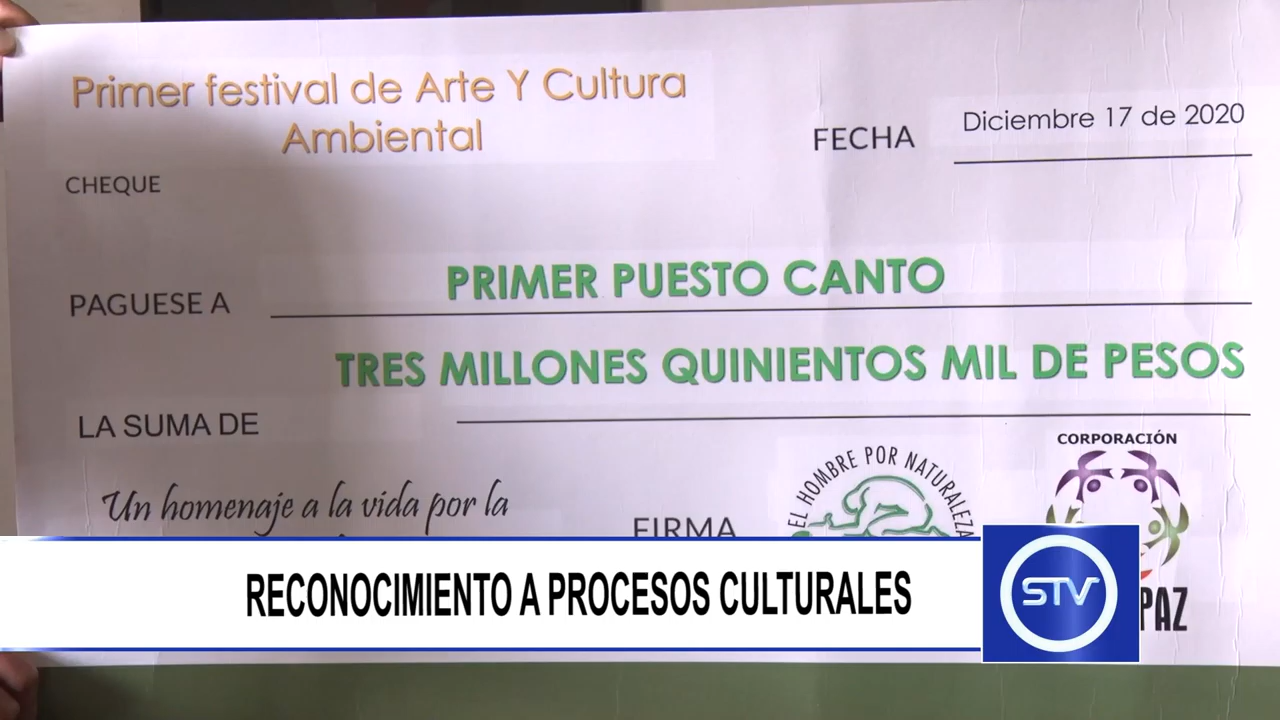 Primer festival de Arte Y Cultura
Ambiental
FECHA Diciembre 17 de 2020
CHEQUE
PAGUESE A PRIMER PUESTO CANTO
TRES MILLONES QUINIENTOS MIL DE PESOS
LA SUMA DE
Un homenaje a la vida por la
FIRMA
EL HOMBRE POR NATURALEZA
CORPORACIÓN
PAZ
RECONOCIMIENTO A PROCESOS CULTURALES
STV